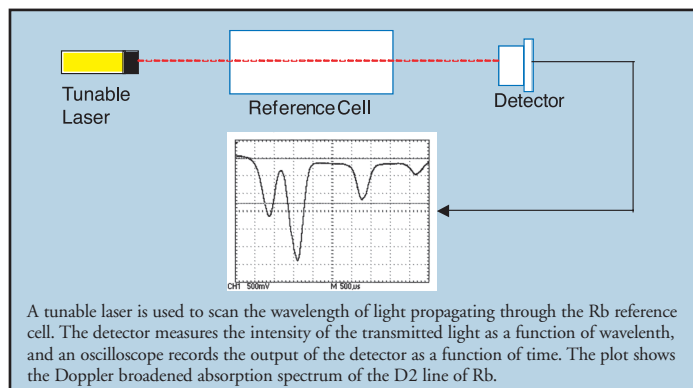 Tunable
Laser
Reference Cell
Detector
CH1 500mV M 500µs
A tunable laser is used to scan the wavelength of light propagating through the Rb reference
cell. The detector measures the intensity of the transmitted light as a function of wavelenth,
and an oscilloscope records the output of the detector as a function of time. The plot shows
the Doppler broadened absorption spectrum of the D2 line of Rb.